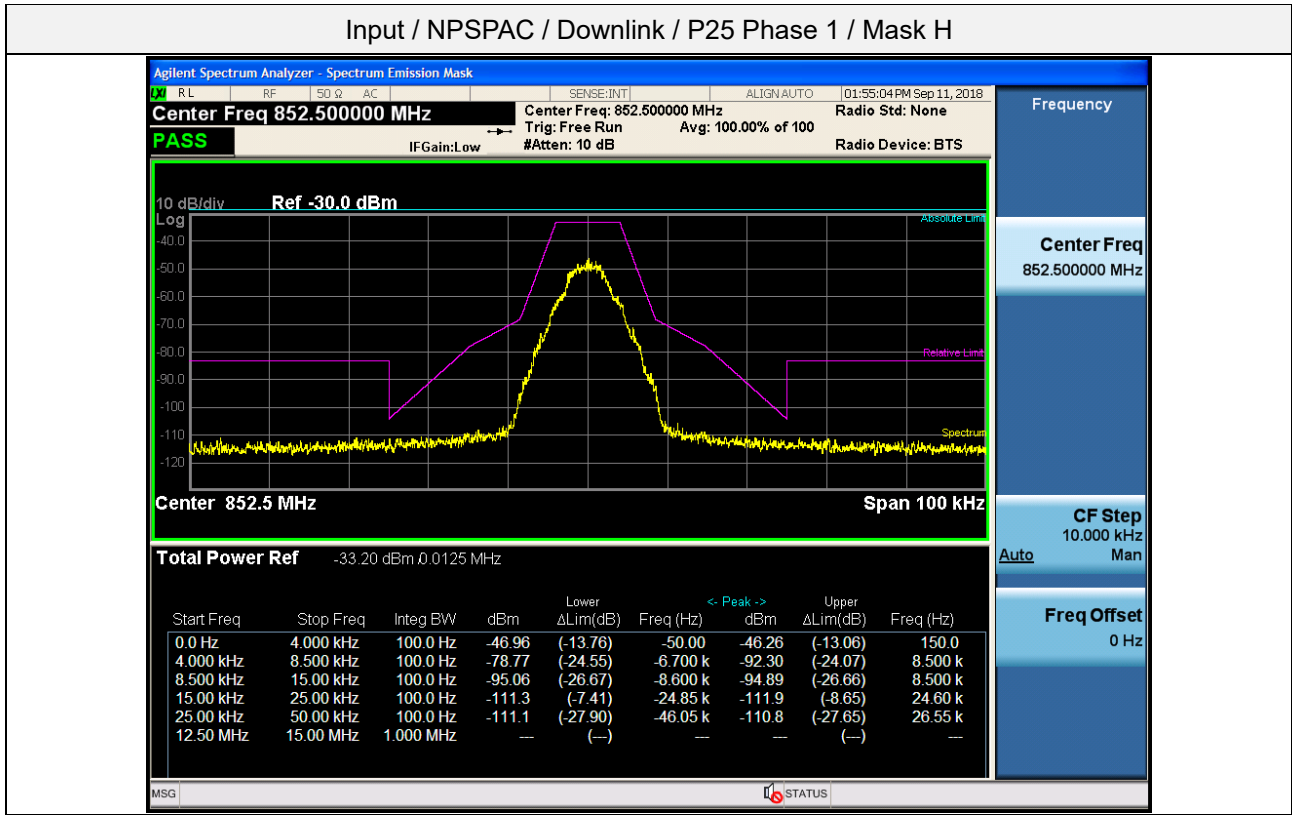 Input / NPSPAC / Downlink / P25 Phase 1 / Mask H
Agilent Spectrum Analyzer - Spectrum Emission Mask
LXI RL RF 50 Ω AC SENSE:INT ALIGN AUTO 01:55:04 PM Sep 11, 2018
Center Freq 852.500000 MHz Center Freq: 852.500000 MHz Radio Std: None
Trig: Free Run Avg: 100.00% of 100
PASS IFGain:Low #Atten: 10 dB Radio Device: BTS
Frequency
10 dB/div Ref -30.0 dBm
Log
Absolute Limit
-40.0
-50.0
-60.0
-70.0
-80.0
Relative Limit
-90.0
-100
-110
Spectrum
-120
Center 852.5 MHz Span 100 kHz
Center Freq
852.500000 MHz
CF Step
10.000 kHz
Auto Man
Freq Offset
0 Hz
Total Power Ref -33.20 dBm /0.0125 MHz
Lower <- Peak -> Upper
Start Freq Stop Freq Integ BW dBm ΔLim(dB) Freq (Hz) dBm ΔLim(dB) Freq (Hz)
0.0 Hz 4.000 kHz 100.0 Hz -46.96 (-13.76) -50.00 -46.26 (-13.06) 150.0
4.000 kHz 8.500 kHz 100.0 Hz -78.77 (-24.55) -6.700 k -92.30 (-24.07) 8.500 k
8.500 kHz 15.00 kHz 100.0 Hz -95.06 (-26.67) -8.600 k -94.89 (-26.66) 8.500 k
15.00 kHz 25.00 kHz 100.0 Hz -111.3 (-7.41) -24.85 k -111.9 (-8.65) 24.60 k
25.00 kHz 50.00 kHz 100.0 Hz -111.1 (-27.90) -46.05 k -110.8 (-27.65) 26.55 k
12.50 MHz 15.00 MHz 1.000 MHz --- (---) --- --- (---) ---
MSG STATUS